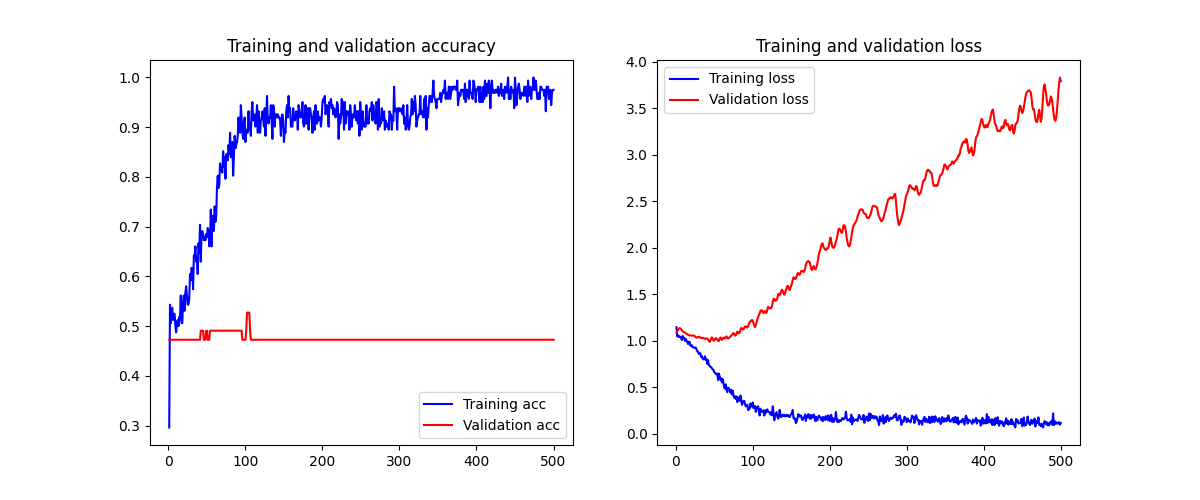 Training and validation accuracy
1.0
0.9
0.8
0.7
0.6
0.5
0.4
0.3
Training acc
Validation acc
0 100 200 300 400 500
Training and validation loss
4.0
3.5
3.0
2.5
2.0
1.5
1.0
0.5
0.0
Training loss
Validation loss
0 100 200 300 400 500